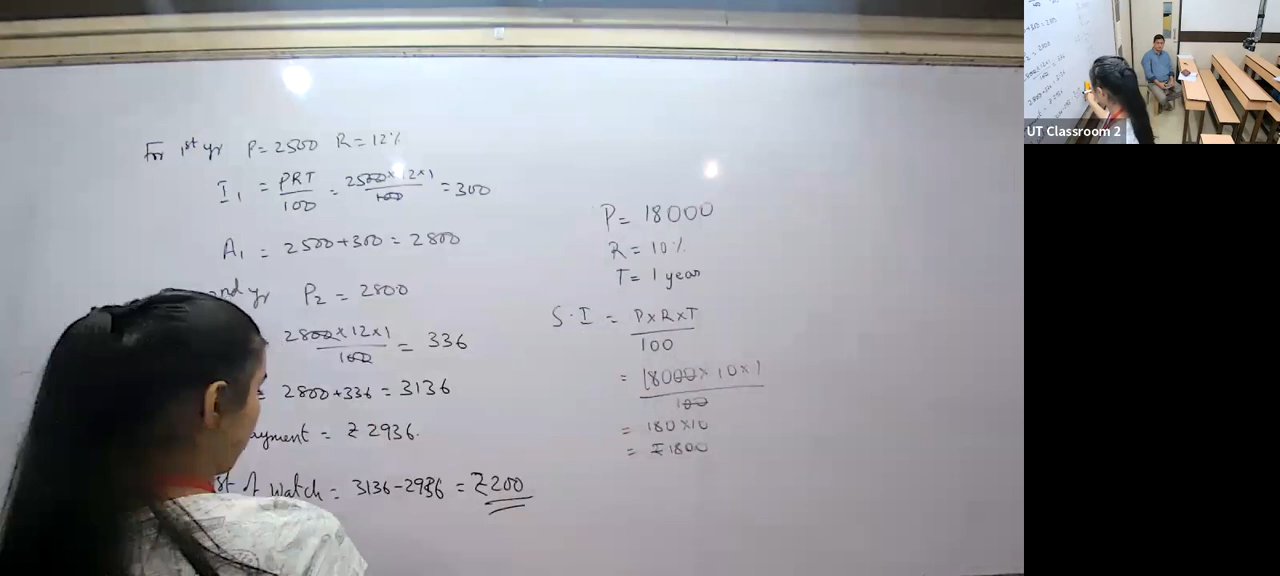 For 1st yr P = 2500 R = 12%
I₁ = PRT/100 = 2500 × 12 × 1/100 = 300
A₁ = 2500 + 300 = 2800
nd yr P₂ = 2800
2800 × 12 × 1/100 = 336
= 2800 + 336 = 3136
ayment = ₹ 2936.
st of watch = 3136 - 2936 = ₹200
P = 18000
R = 10%
T = 1 year
S.I = P × R × T/100
= 18000 × 10 × 1/100
= 180 × 10
= ₹1800
UT Classroom 2